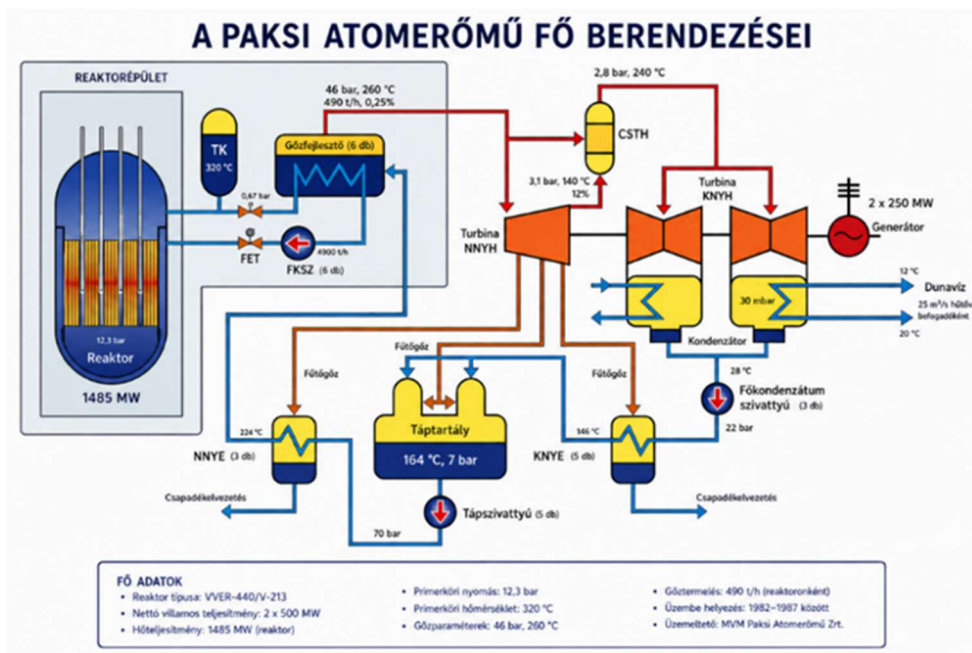 A PAKSI ATOMERŐMŰ FŐ BERENDEZÉSEI
REAKTORÉPÜLET
46 bar, 260 °C
490 t/h, 0,25%
2,8 bar, 240 °C
TK
320 °C
Gőzfejlesztő (6 db)
CSTH
0,67 bar
FET
4900 t/h
FKSZ (6 db)
3,1 bar, 140 °C
12%
Turbina
NNYH
Turbina
KNYH
2 x 250 MW
Generátor
12,3 bar
Reaktor
1485 MW
30 mbar
Kondenzátor
12 °C
Dunavíz
25 m³/s hűtőv
befogadóként
20 °C
Fűtőgőz
Fűtőgőz
Fűtőgőz
28 °C
Főkondenzátum
szivattyú (3 db)
22 bar
224 °C
NNYE (3 db)
Táptartály
164 °C, 7 bar
146 °C
KNYE (5 db)
Csapadékelvezetés
Tápszivattyú (5 db)
Csapadékelvezetés
70 bar
FŐ ADATOK
• Reaktor típusa: VVER-440/V-213
• Nettó villamos teljesítmény: 2 x 500 MW
• Hőteljesítmény: 1485 MW (reaktor)
• Primerköri nyomás: 12,3 bar
• Primerköri hőmérséklet: 320 °C
• Gőzparaméterek: 46 bar, 260 °C
• Gőztermelés: 490 t/h (reaktoronként)
• Üzembe helyezés: 1982–1987 között
• Üzemeltető: MVM Paksi Atomerőmű Zrt.